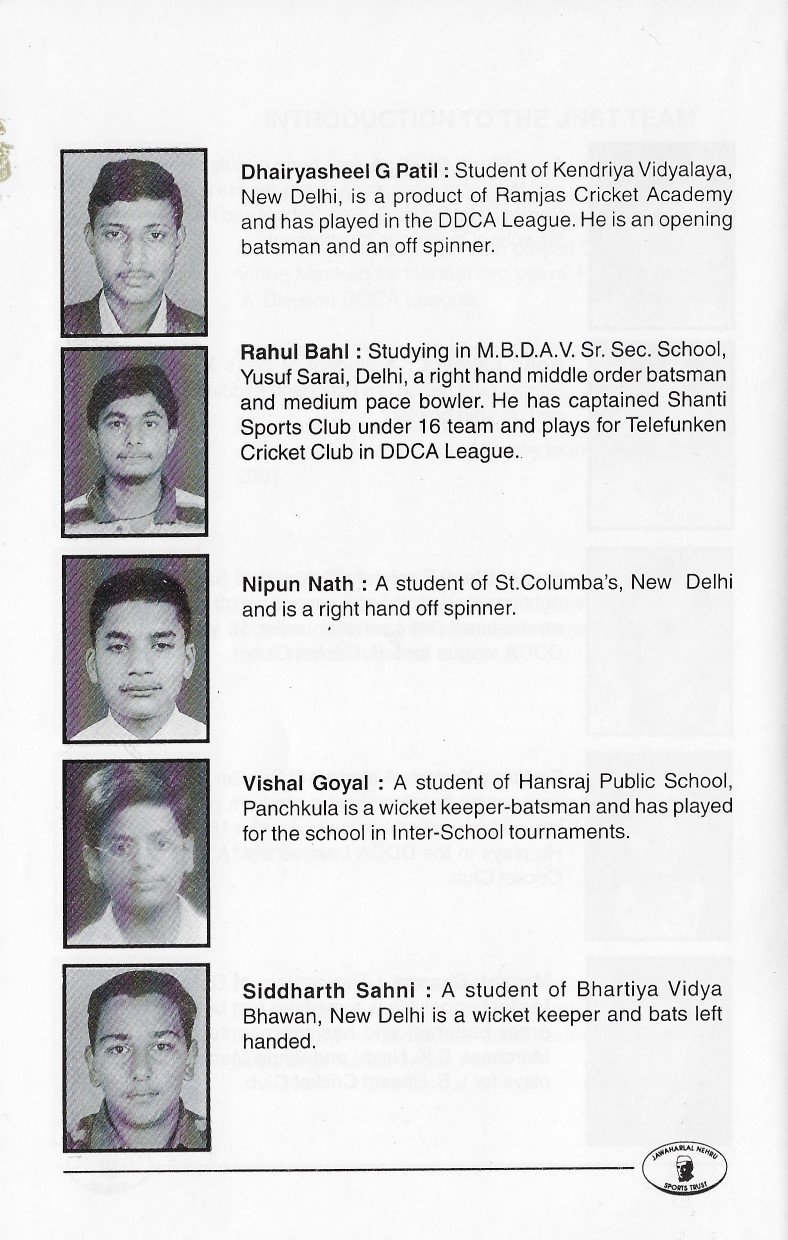 Dhairyasheel G Patil : Student of Kendriya Vidyalaya,
New Delhi, is a product of Ramjas Cricket Academy
and has played in the DDCA League. He is an opening
batsman and an off spinner.
Rahul Bahl : Studying in M.B.D.A.V. Sr. Sec. School,
Yusuf Sarai, Delhi, a right hand middle order batsman
and medium pace bowler. He has captained Shanti
Sports Club under 16 team and plays for Telefunken
Cricket Club in DDCA League.
Nipun Nath : A student of St.Columba's, New Delhi
and is a right hand off spinner.
Vishal Goyal : A student of Hansraj Public School,
Panchkula is a wicket keeper-batsman and has played
for the school in Inter-School tournaments.
Siddharth Sahni : A student of Bhartiya Vidya
Bhawan, New Delhi is a wicket keeper and bats left
handed.
JAWAHARLAL NEHRU
SPORTS TRUST